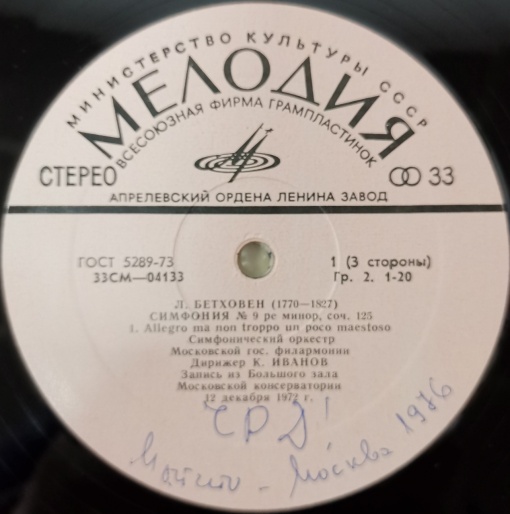 МИНИСТЕРСТВО КУЛЬТУРЫ СССР
МЕЛОДИЯ
ВСЕСОЮЗНАЯ ФИРМА ГРАМПЛАСТИНОК
СТЕРЕО 33
АПРЕЛЕВСКИЙ ОРДЕНА ЛЕНИНА ЗАВОД
ГОСТ 5289-73 1 (3 стороны)
33СМ—04133 Гр. 2. 1-20
Л. БЕТХОВЕН (1770—1827)
СИМФОНИЯ № 9 ре минор, соч. 125
1. Allegro ma non troppo un poco maestoso
Симфонический оркестр
Московской гос. филармонии
Дирижер К. ИВАНОВ
Запись из Большого зала
Московской консерватории
12 декабря 1972 г.
Москва 1976